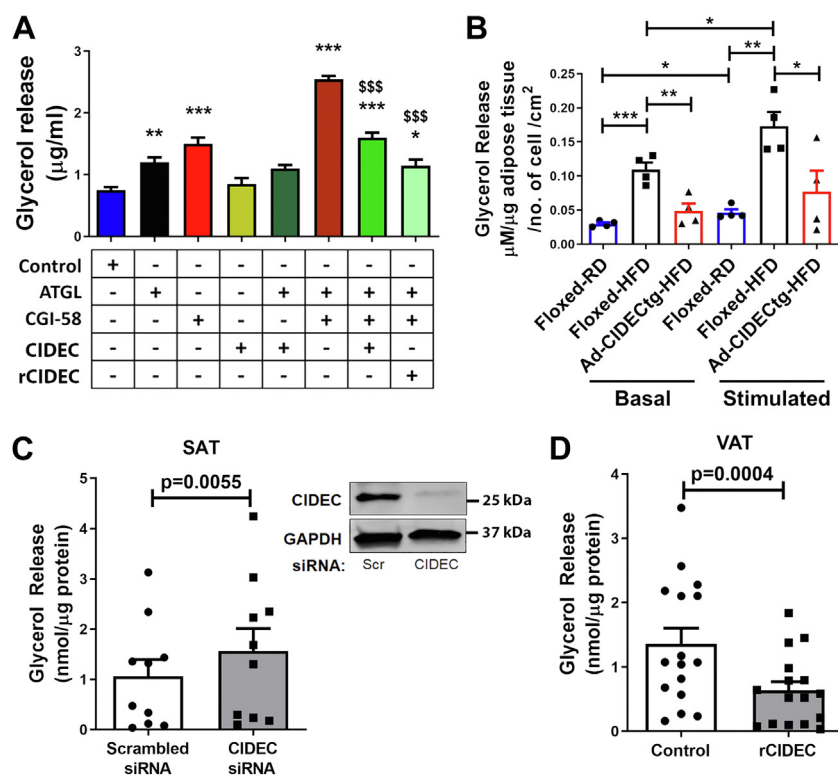 A
Glycerol release
(μg/ml)
3
2
1
0
***
***
**
$$$
***
$$$
*
Control + - - - - - - -
ATGL - + - - + + + +
CGI-58 - - + - - + + +
CIDEC - - - + + - + -
rCIDEC - - - - - - - +
B
Glycerol Release
μM/μg adipose tissue
/no. of cell /cm²
0.25
0.20
0.15
0.10
0.05
0.00
*
*
**
*
***
**
Floxed-RD
Floxed-HFD
Ad-CIDECtg-HFD
Floxed-RD
Floxed-HFD
Ad-CIDECtg-HFD
Basal
Stimulated
C
SAT
Glycerol Release
(nmol/μg protein)
5
4
3
2
1
0
p=0.0055
Scrambled
siRNA
CIDEC
siRNA
CIDEC
25 kDa
GAPDH
37 kDa
siRNA: Scr CIDEC
D
VAT
Glycerol Release
(nmol/μg protein)
4
3
2
1
0
p=0.0004
Control
rCIDEC